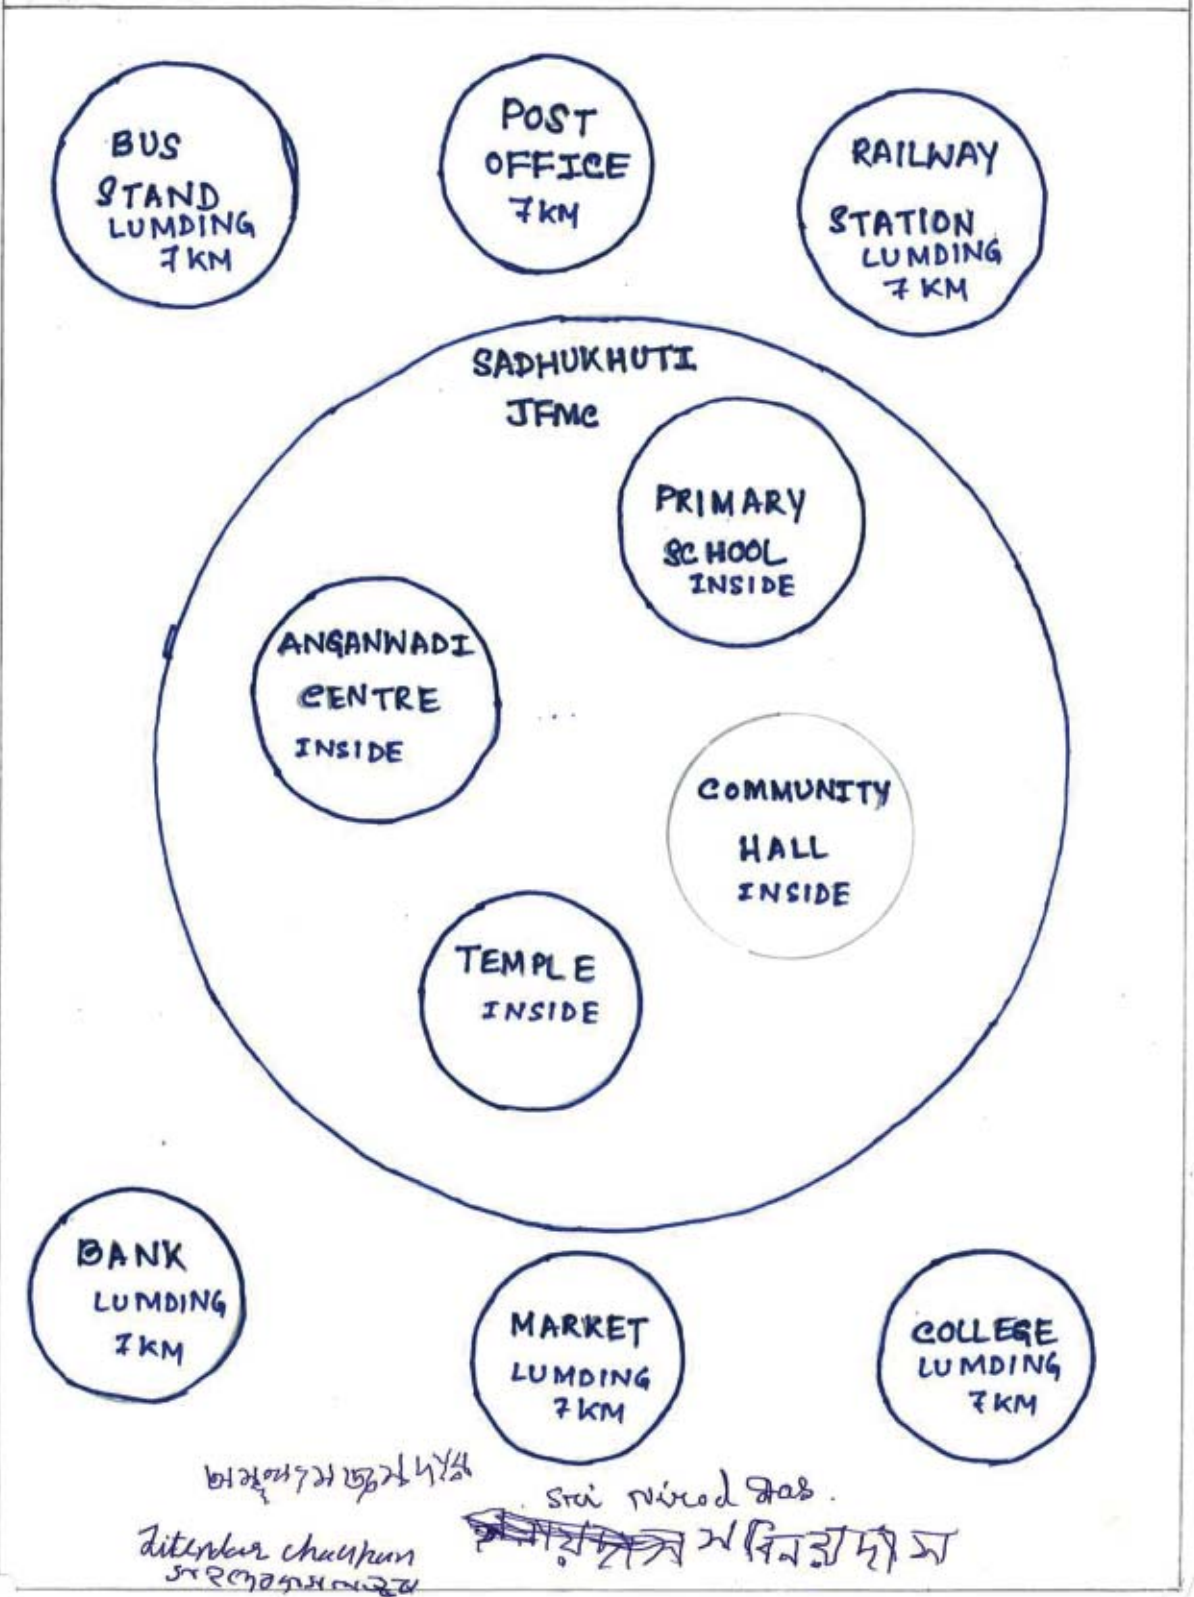 BUS
STAND
LUMDING
7 KM
POST
OFFICE
7 KM
RAILWAY
STATION
LUMDING
7 KM
SADHUKHUTI
JFMC
PRIMARY
SCHOOL
INSIDE
ANGANWADI
CENTRE
INSIDE
COMMUNITY
HALL
INSIDE
TEMPLE
INSIDE
BANK
LUMDING
7 KM
MARKET
LUMDING
7 KM
COLLEGE
LUMDING
7 KM
Sri Nirod Das.